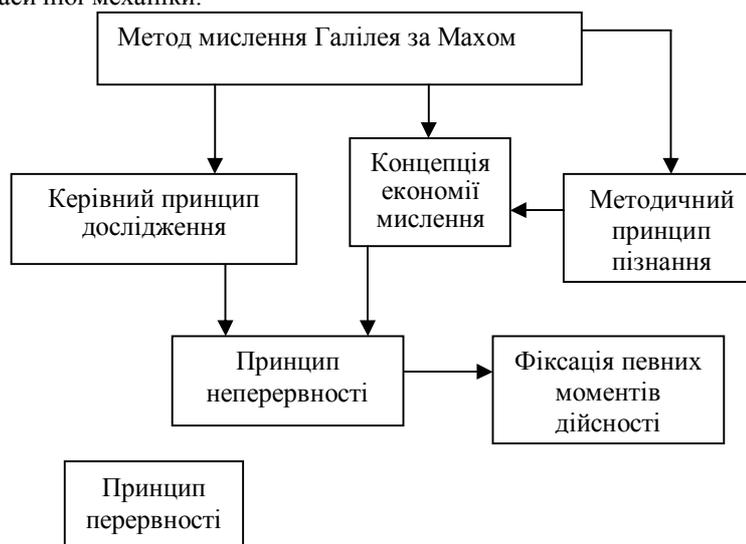 механіки.
Метод мислення Галілея за Махом
Концепція
економії
мислення
Керівний принцип
дослідження
Методичний
принцип
пізнання
Принцип
неперервності
Фіксація певних
моментів
дійсності
Принцип
перервності